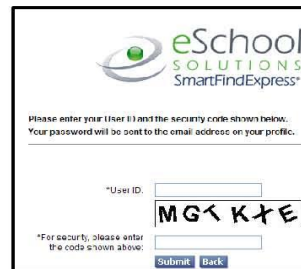 eSchool
SOLUTIONS
SmartFindExpress
Please enter your User ID and the security code shown below.
Your password will be sent to the email address on your profile.
*User ID:
*For security, please enter
the code shown above:
Submit Back